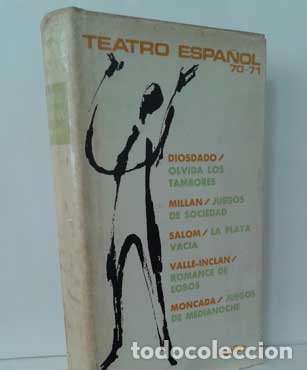 TEATRO ESPAÑOL
70-71
DIOSDADO/
OLVIDA LOS
TAMBORES
MILLAN/JUEGOS
DE SOCIEDAD
SALOM/LA PLAYA
VACIA
VALLE-INCLAN/
ROMANCE DE
LOBOS
MONCADA/JUEGOS
DE MEDIANOCHE
todocoleccion